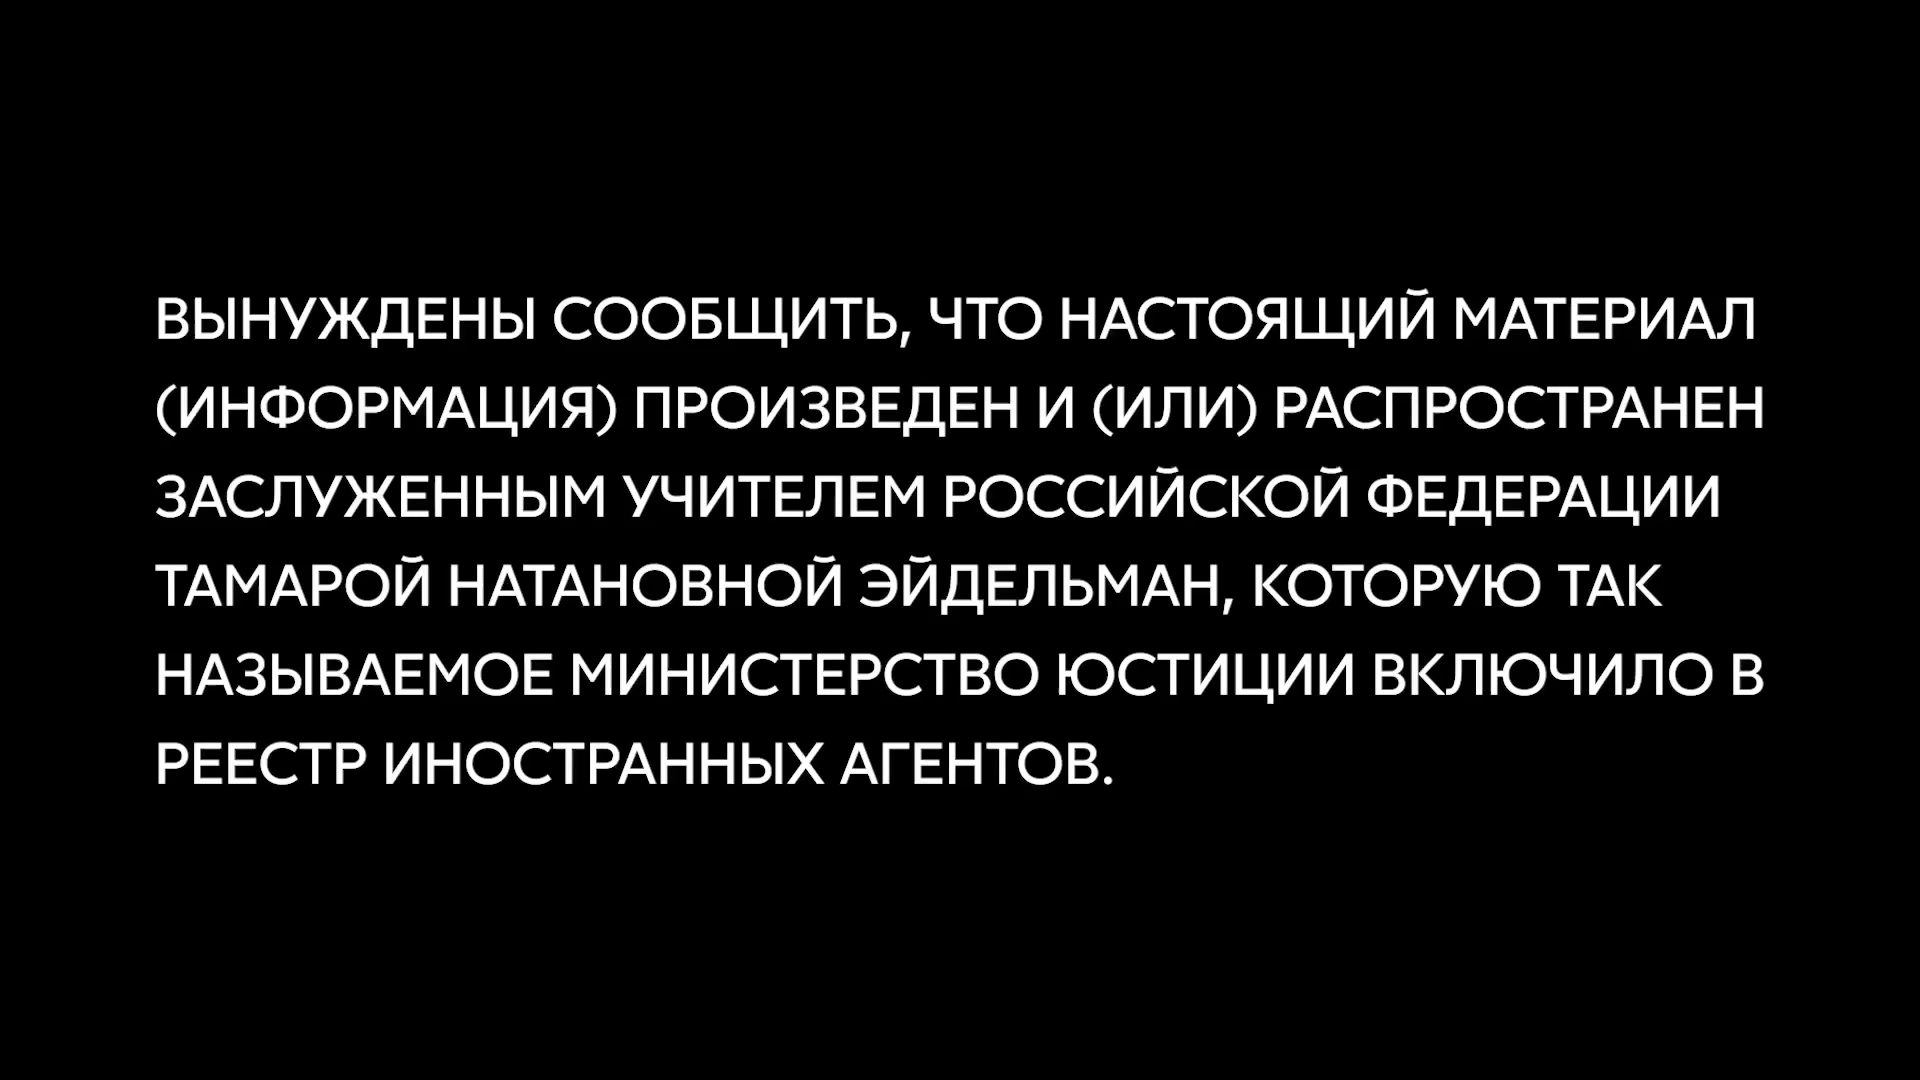 ВЫНУЖДЕНЫ СООБЩИТЬ, ЧТО НАСТОЯЩИЙ МАТЕРИАЛ
(ИНФОРМАЦИЯ) ПРОИЗВЕДЕН И (ИЛИ) РАСПРОСТРАНЕН
ЗАСЛУЖЕННЫМ УЧИТЕЛЕМ РОССИЙСКОЙ ФЕДЕРАЦИИ
ТАМАРОЙ НАТАНОВНОЙ ЭЙДЕЛЬМАН, КОТОРУЮ ТАК
НАЗЫВАЕМОЕ МИНИСТЕРСТВО ЮСТИЦИИ ВКЛЮЧИЛО В
РЕЕСТР ИНОСТРАННЫХ АГЕНТОВ.